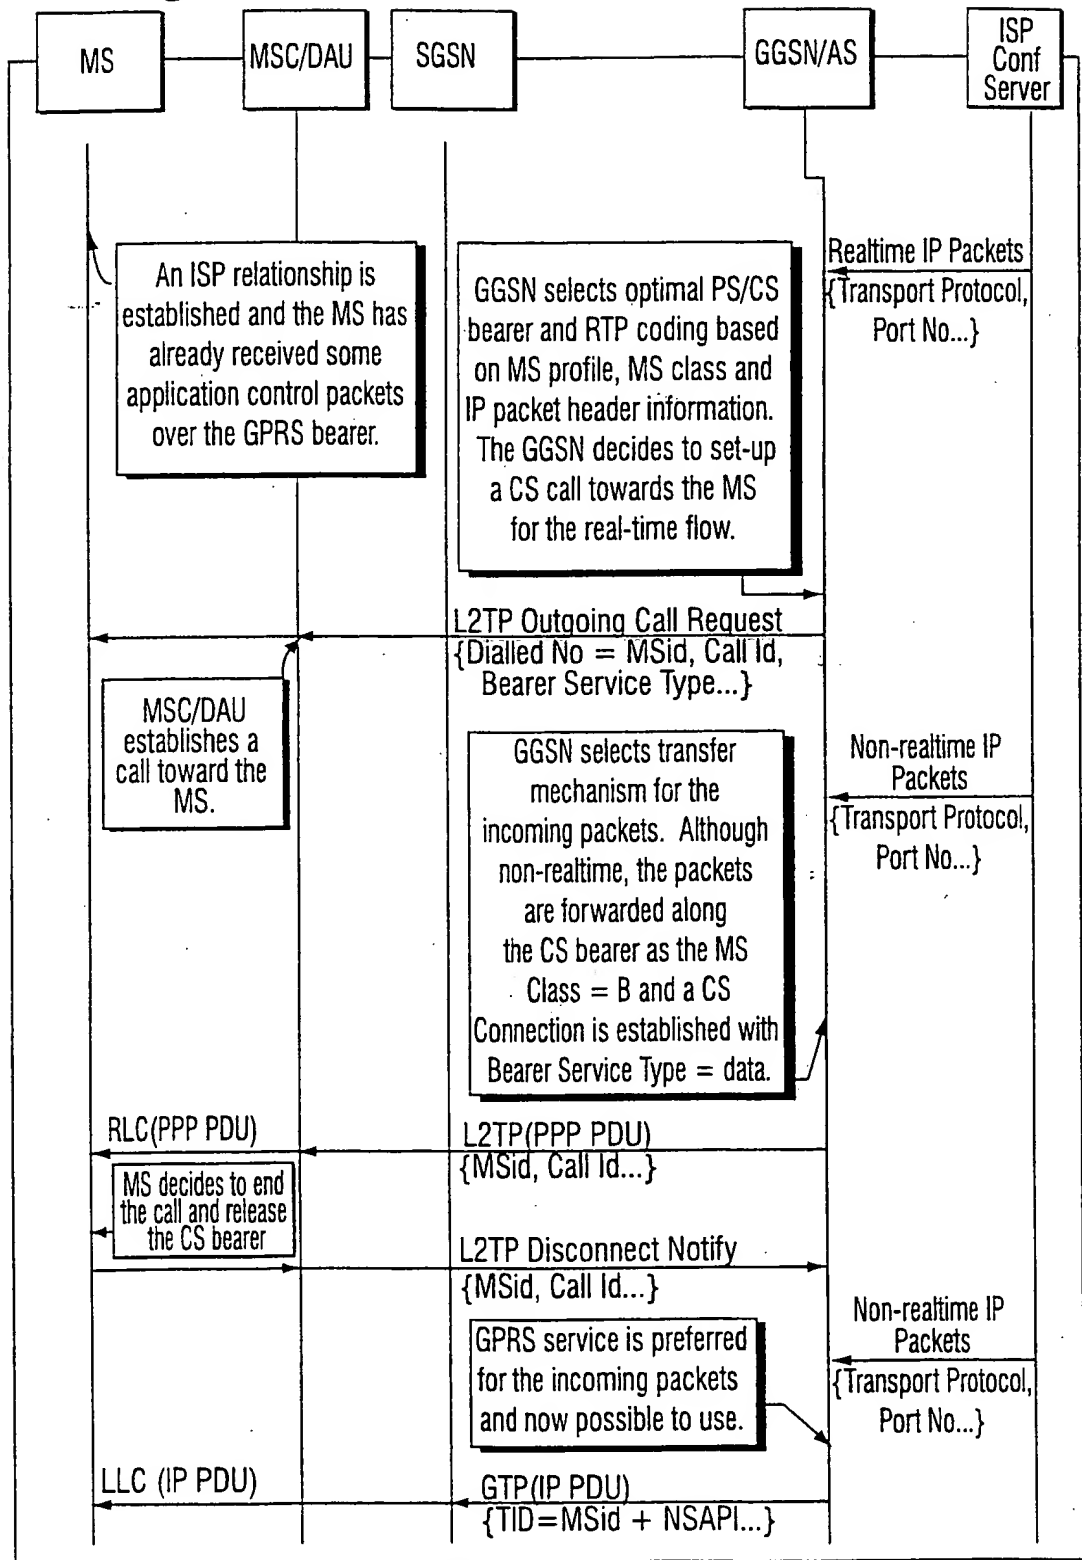 MS
MSC/DAU
SGSN
GGSN/AS
ISP
Conf
Server
An ISP relationship is
established and the MS has
already received some
application control packets
over the GPRS bearer.
GGSN selects optimal PS/CS
bearer and RTP coding based
on MS profile, MS class and
IP packet header information.
The GGSN decides to set-up
a CS call towards the MS
for the real-time flow.
Realtime IP Packets
{Transport Protocol,
Port No...}
L2TP Outgoing Call Request
{Dialled No = MSid, Call Id,
Bearer Service Type...}
MSC/DAU
establishes a
call toward the
MS.
GGSN selects transfer
mechanism for the
incoming packets. Although
non-realtime, the packets
are forwarded along
the CS bearer as the MS
Class = B and a CS
Connection is established with
Bearer Service Type = data.
Non-realtime IP
Packets
{Transport Protocol,
Port No...}
RLC(PPP PDU)
L2TP(PPP PDU)
{MSid, Call Id...}
MS decides to end
the call and release
the CS bearer
L2TP Disconnect Notify
{MSid, Call Id...}
GPRS service is preferred
for the incoming packets
and now possible to use.
Non-realtime IP
Packets
{Transport Protocol,
Port No...}
LLC (IP PDU)
GTP(IP PDU)
{TID=MSid + NSAPI...}